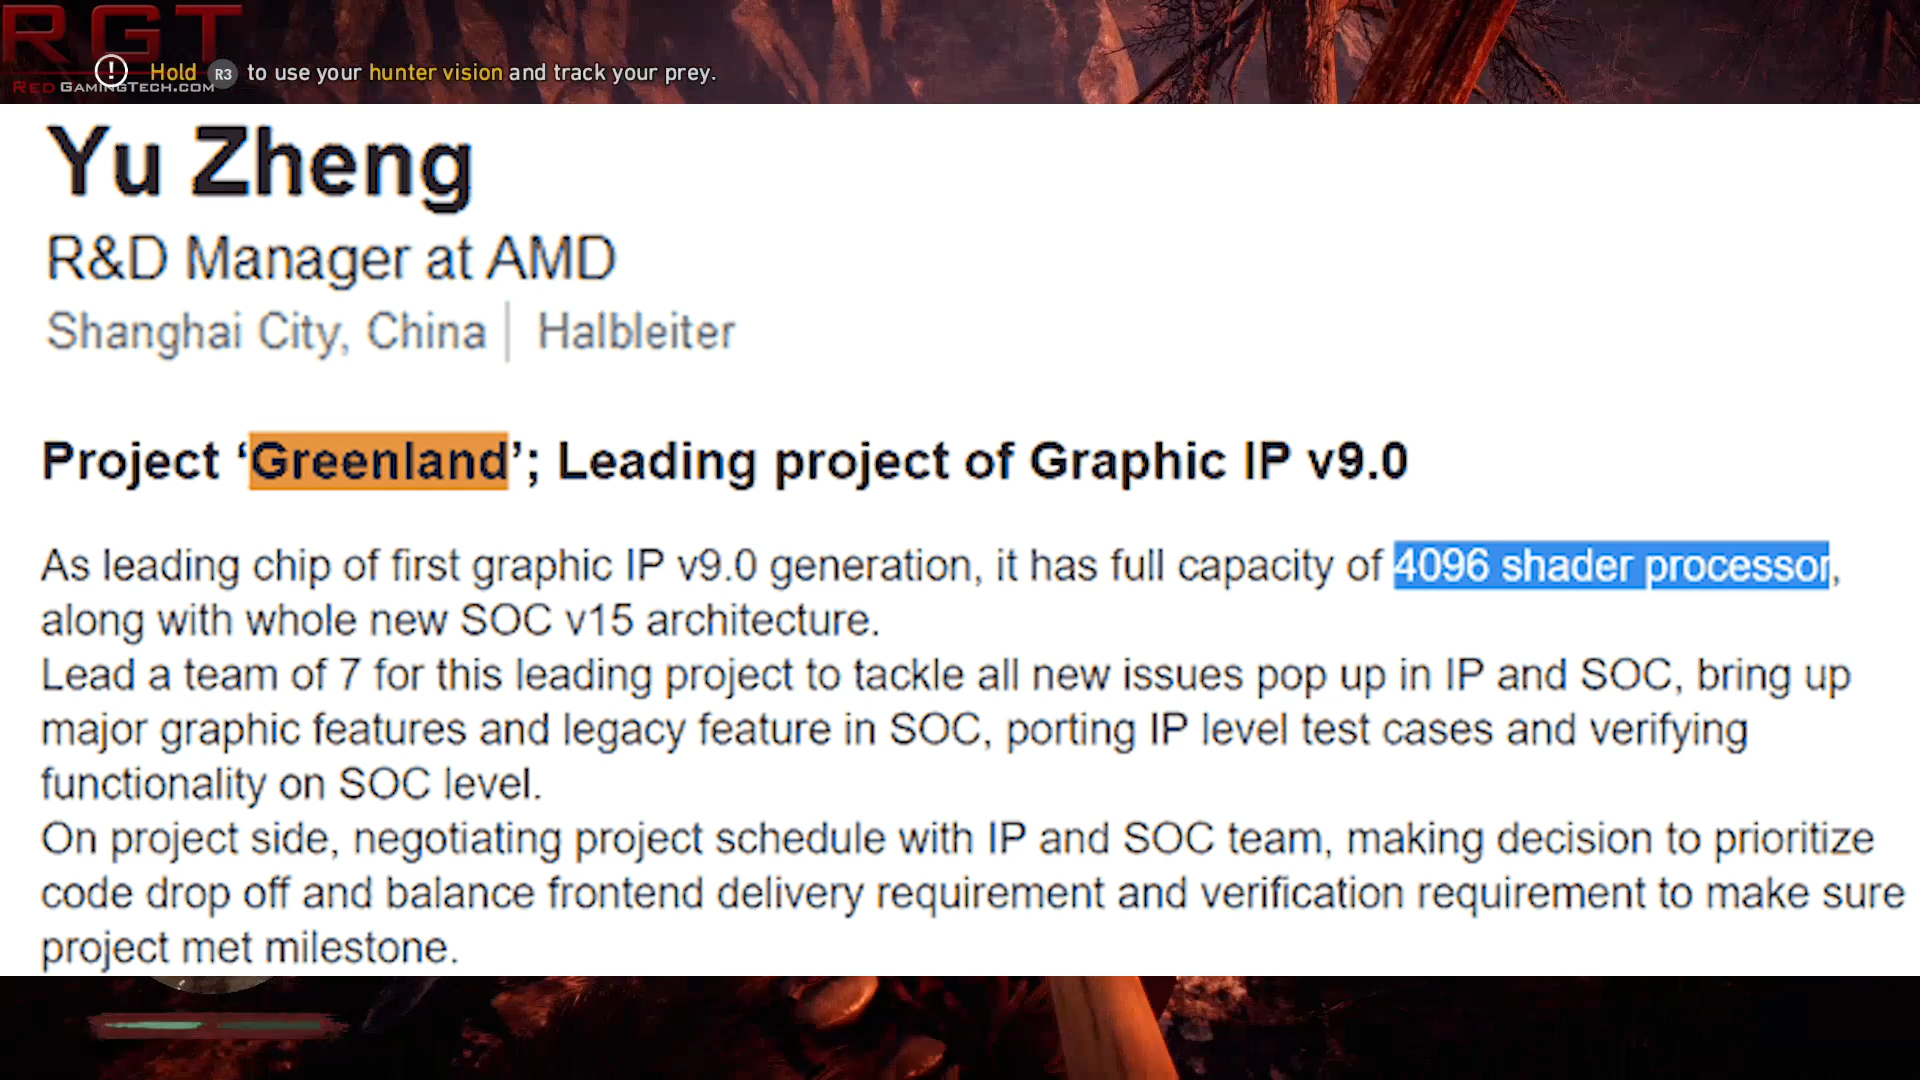 RGT
RED GAMINGTECH.COM
! Hold R3 to use your hunter vision and track your prey.
Yu Zheng
R&D Manager at AMD
Shanghai City, China | Halbleiter
Project ‘Greenland’; Leading project of Graphic IP v9.0
As leading chip of first graphic IP v9.0 generation, it has full capacity of 4096 shader processor,
along with whole new SOC v15 architecture.
Lead a team of 7 for this leading project to tackle all new issues pop up in IP and SOC, bring up
major graphic features and legacy feature in SOC, porting IP level test cases and verifying
functionality on SOC level.
On project side, negotiating project schedule with IP and SOC team, making decision to prioritize
code drop off and balance frontend delivery requirement and verification requirement to make sure
project met milestone.